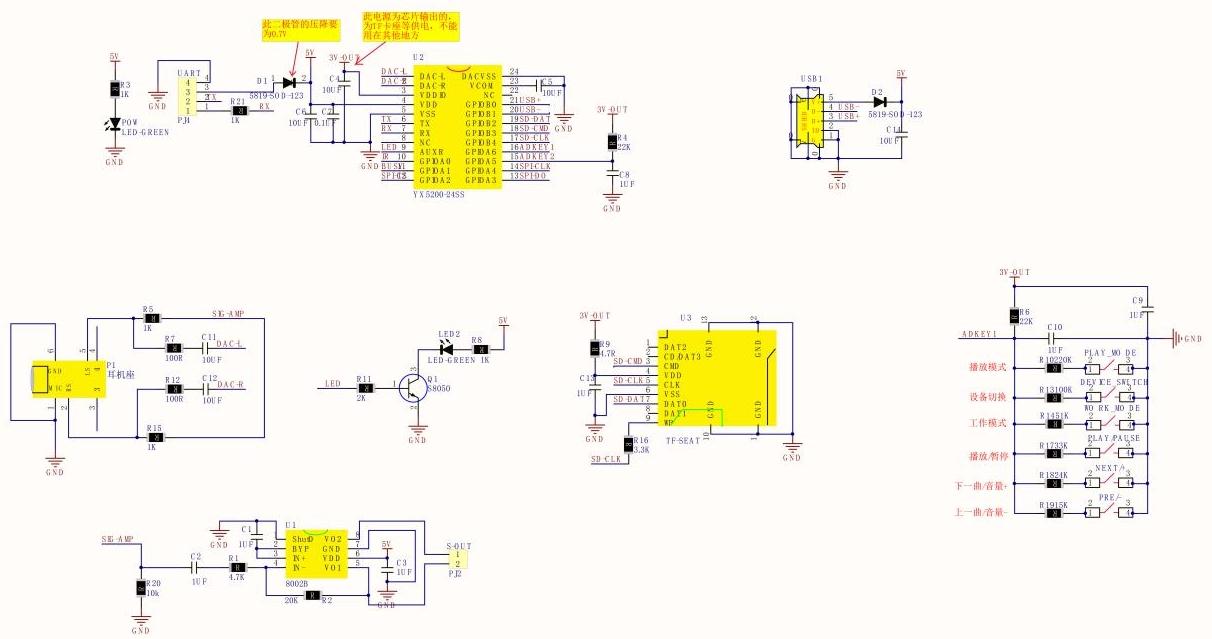 此二极管的压降要
为0.7V
此电源为芯片输出的,
为TF卡座等供电, 不能
用在其他地方
5V
R3
1K
POW
LED-GREEN
GND
UART
4
3
2
1
PJ4
GND
4
3
2
TX
1
R21
1K
RX
D1
1
2
5819-SOD-123
5V
C6
10UF
C7
0.1UF
3V-OUT
C4
10UF
GND
U2
DAC-L
1
DAC-L
DACVSS
24
DAC-R
VCOM
23
3
VDDIO
NC
22
4
VDD
GPIOB0
21
USB+
5
VSS
GPIOB1
20
USB-
TX
6
TX
GPIOB2
19
SD-DAT
RX
7
RX
GPIOB3
18
SD-CMD
8
NC
GPIOB4
17
SD-CLK
LED
9
AUXR
GPIOA6
16
ADKEY1
IR
10
GPIOA0
GPIOA5
15
ADKEY2
BUSY
11
GPIOA1
GPIOA4
14
SPI-CLK
GPIOA2
GPIOA3
13
SPI-DO
YX5200-24SS
C5
10UF
GND
3V-OUT
R4
22K
C8
1UF
GND
USB1
5
4
USB-
3
USB+
2
1
D2
5819-SOD-123
5V
10UF
GND
R5
1K
SIG-AMP
R7
100R
C11
10UF
DAC-L
R12
100R
C12
10UF
DAC-R
R15
1K
P1
耳机座
GND
GND
LED
R11
2K
Q1
S8050
LED2
LED-GREEN
R8
1K
5V
GND
3V-OUT
R9
4.7R
1UF
GND
SD-CMD
SD-CLK
SD-DAT
U3
1
2
3
4
5
6
7
8
9
DAT2
CD/DAT3
CMD
VDD
CLK
VSS
DAT0
WP
GND
GND
GND
GND
TF-SEAT
R16
3.3K
SD-CLK
GND
3V-OUT
R6
22K
C9
1UF
ADKEY1
C10
1UF
GND
播放模式
R10
220K
PLAY_MODE
设备切换
R13
100K
DEVICE SWITCH
工作模式
R14
51K
WORK_MODE
播放/暂停
R17
33K
PLAY/PAUSE
下一曲/音量+
R18
24K
NEXT/+
上一曲/音量-
R19
15K
PRE/-
SIG-AMP
R20
10k
GND
C2
1UF
R1
4.7K
GND
C1
1UF
U1
1
2
3
4
ShutD
BYP
IN+
IN-
VO2
GND
VDD
VO1
8
7
6
5
8002B
20K
R2
5V
C3
1UF
GND
S-OUT
1
2
PJ2